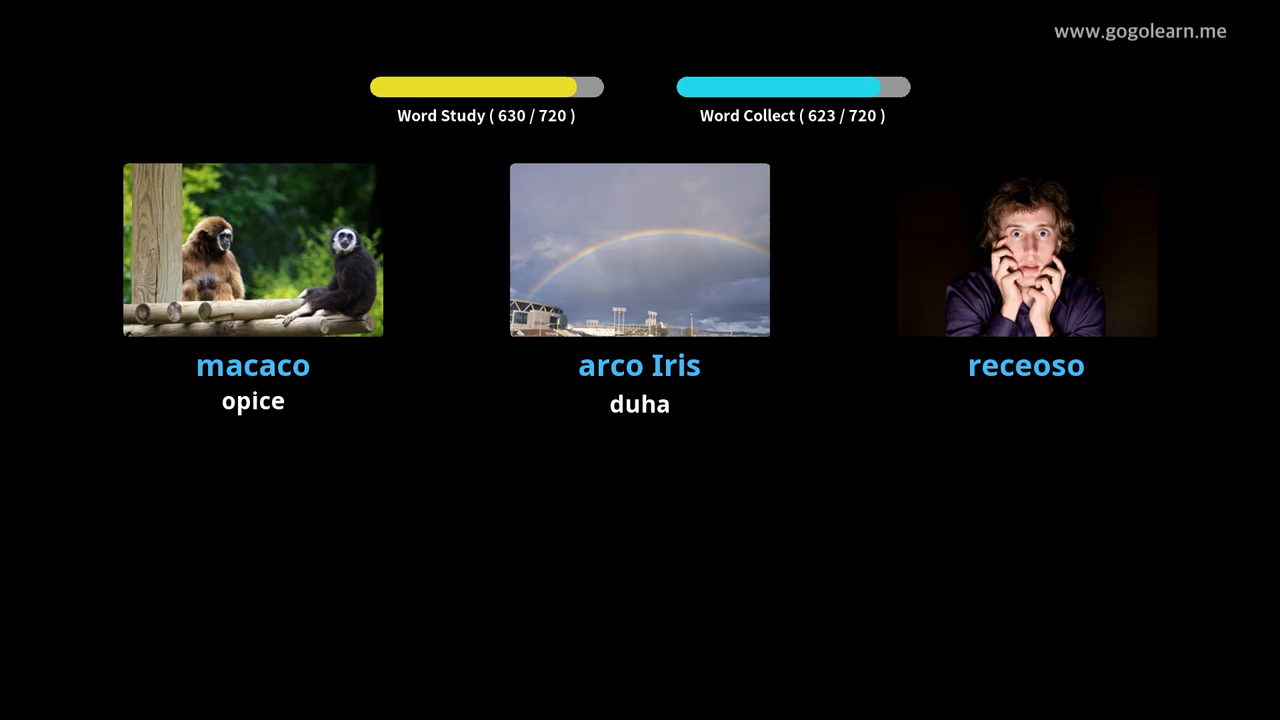 www.gogolearn.me
Word Study ( 630 / 720 )
Word Collect ( 623 / 720 )
macaco
opice
arco Iris
duha
receoso